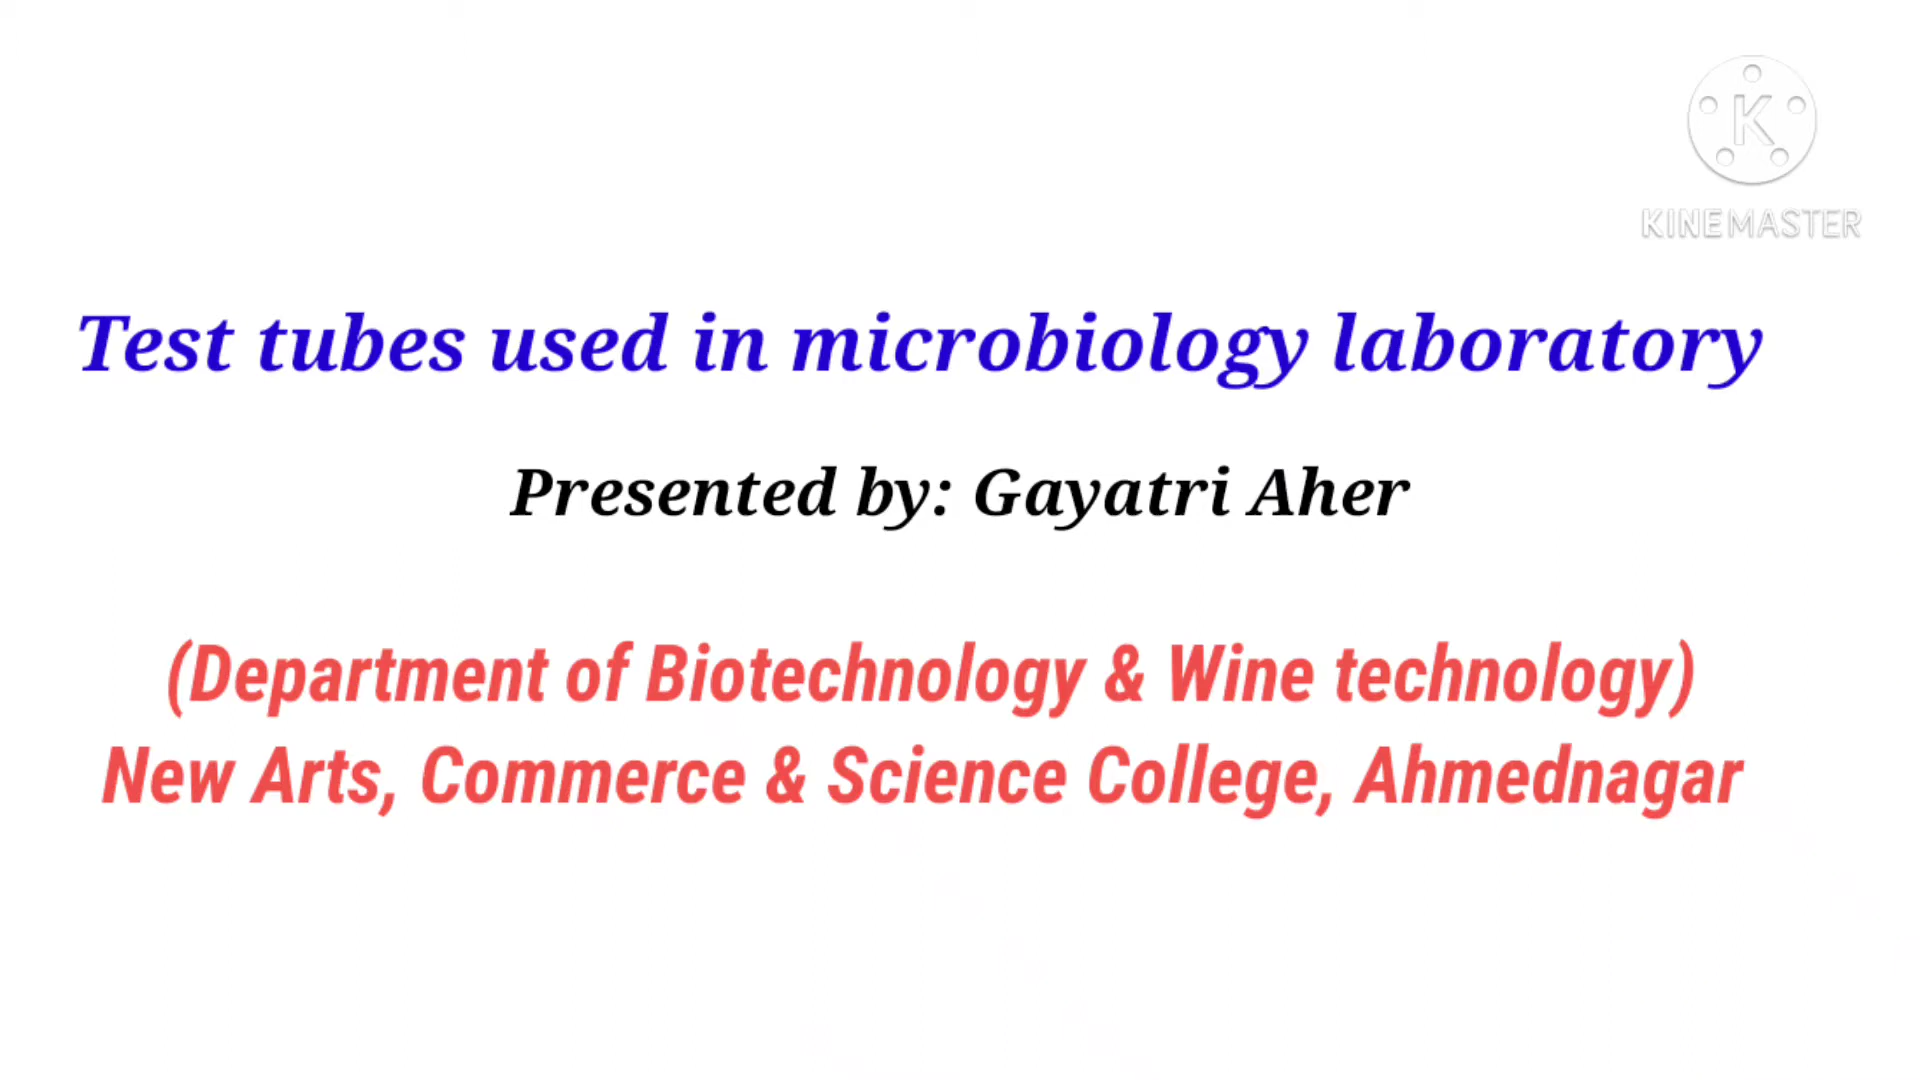 K
KINEMASTER
Test tubes used in microbiology laboratory
Presented by: Gayatri Aher
(Department of Biotechnology & Wine technology)
New Arts, Commerce & Science College, Ahmednagar